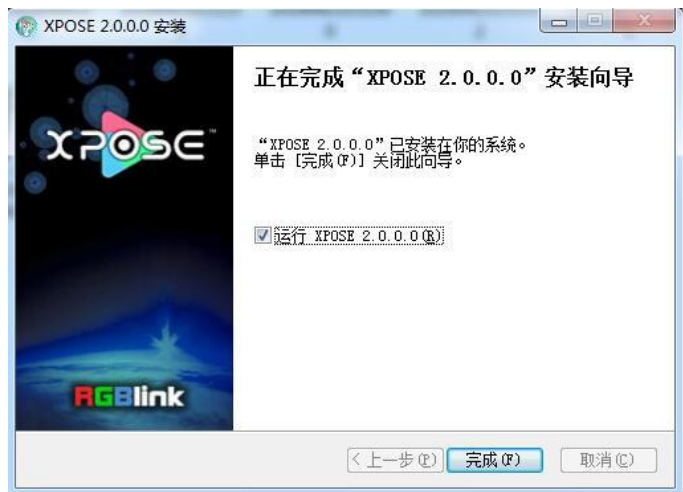 XPOSE 2.0.0.0 安装
XPOSE™
RGBlink
正在完成“XPOSE 2.0.0.0”安装向导
“XPOSE 2.0.0.0”已安装在你的系统。
单击 [完成(F)] 关闭此向导。
运行 XPOSE 2.0.0.0(R)
<上一步(P) 完成(F) 取消(C)